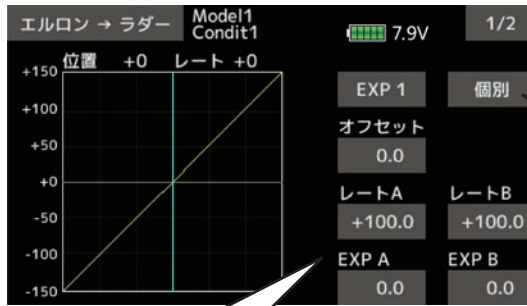 エルロン → ラダー
Model1
Condit1
7.9V
1/2
位置 +0 レート +0
+150
+100
+50
+0
-50
-100
-150
EXP 1
個別
オフセット
0.0
レートA
レートB
+100.0
+100.0
EXP A
EXP B
0.0
0.0